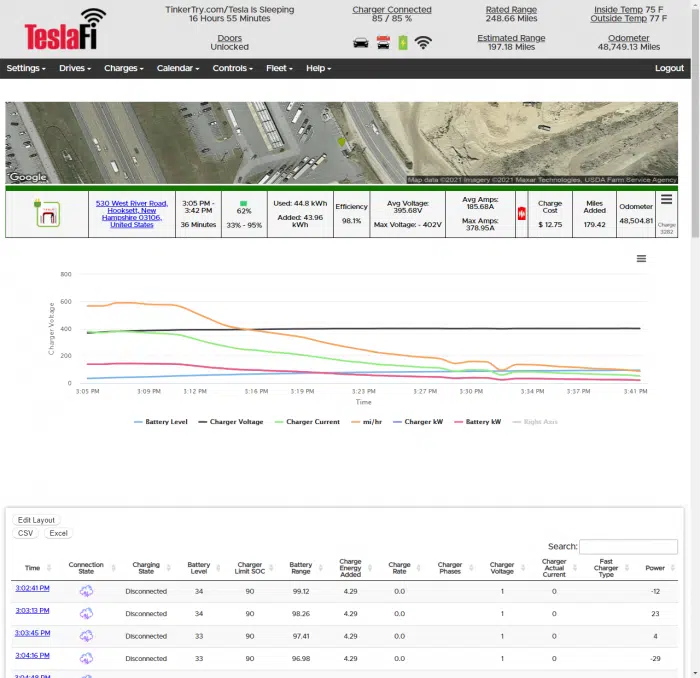 TeslaFi
TinkerTry.com/Tesla Is Sleeping
16 Hours 55 Minutes
Doors
Unlocked
Charger Connected
85 / 85 %
Rated Range
248.66 Miles
Estimated Range
197.18 Miles
Inside Temp 75 F
Outside Temp 77 F
Odometer
48,749.13 Miles
Settings Drives Charges Calendar Controls Fleet Help Logout
Google
Map data ©2021 Imagery ©2021 Maxar Technologies, USDA Farm Service Agency
530 West River Road,
Hooksett, New
Hampshire 03106,
United States
3:05 PM -
3:42 PM
36 Minutes
62%
33% - 95%
Used: 44.8 kWh
Added: 43.96
kWh
Efficiency
98.1%
Avg Voltage:
395.68V
Max Voltage: - 402V
Avg Amps:
185.68A
Max Amps:
378.95A
Charge
Cost
$ 12.75
Miles
Added
179.42
Odometer
48,504.81
Charge
3282
Charger Voltage
800
600
400
200
0
3:05 PM 3:09 PM 3:12 PM 3:16 PM 3:19 PM 3:23 PM 3:27 PM 3:30 PM 3:34 PM 3:37 PM 3:41 PM
Time
Battery Level Charger Voltage Charger Current mi/hr Charger kW Battery kW Right Axis
Edit Layout
CSV Excel
Search:
Time Connection State Charging State Battery Level Charger Limit SOC Battery Range Charge Energy Added Charge Rate Charger Phases Charger Voltage Charger Actual Current Fast Charger Type Power
3:02:41 PM Disconnected 34 90 99.12 4.29 0.0 1 0 -12
3:03:13 PM Disconnected 34 90 98.26 4.29 0.0 1 0 23
3:03:45 PM Disconnected 33 90 97.41 4.29 0.0 1 0 4
3:04:16 PM Disconnected 33 90 96.98 4.29 0.0 1 0 -29
3:04:48 PM